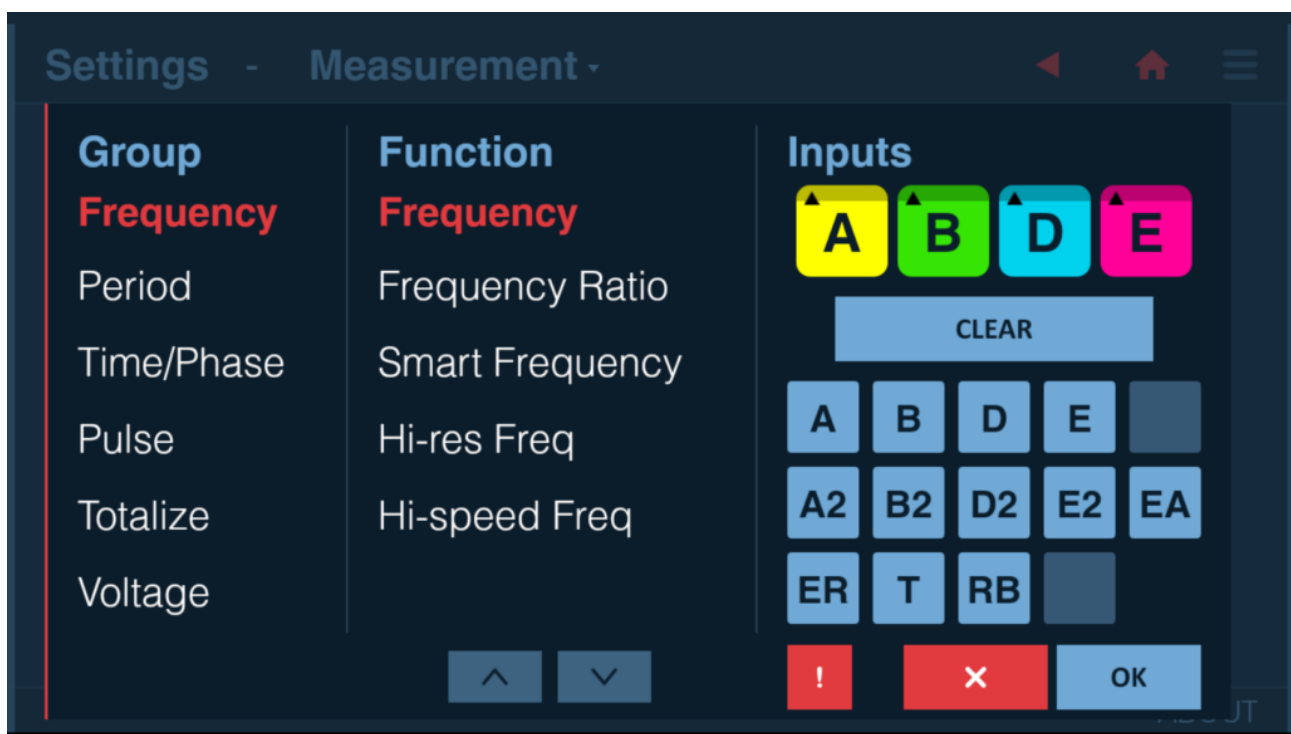 Settings - Measurement
Group
Frequency
Period
Time/Phase
Pulse
Totalize
Voltage
Function
Frequency
Frequency Ratio
Smart Frequency
Hi-res Freq
Hi-speed Freq
Inputs
A B D E
CLEAR
A B D E
A2 B2 D2 E2 EA
ER T RB
! × OK
ABOUT